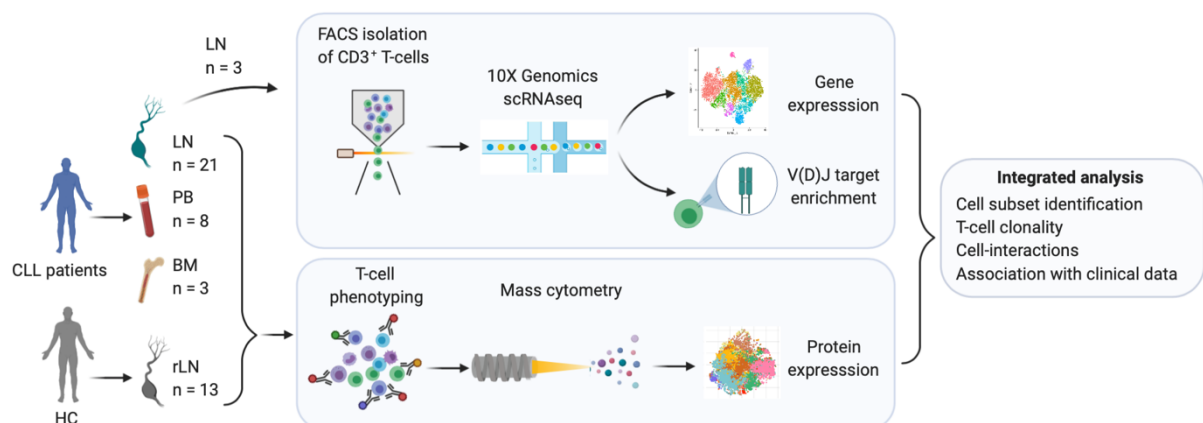 LN
n = 3
LN
n = 21
PB
n = 8
BM
n = 3
CLL patients
rLN
n = 13
HC
FACS isolation
of CD3⁺ T-cells
10X Genomics
scRNAseq
Gene
expresssion
V(D)J target
enrichment
T-cell
phenotyping
Mass cytometry
Protein
expresssion
Integrated analysis
Cell subset identification
T-cell clonality
Cell-interactions
Association with clinical data